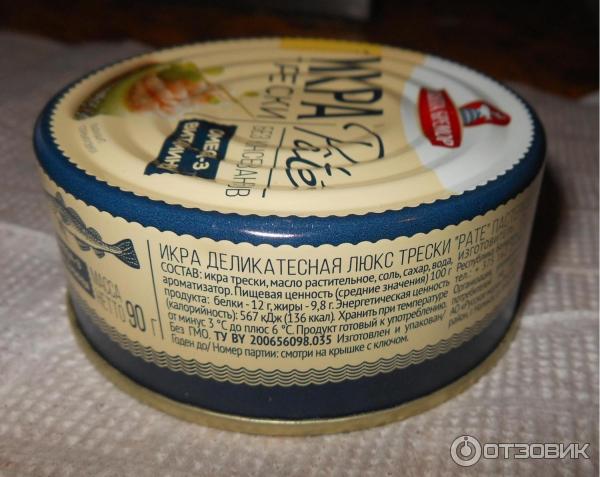 ИКРА
ТРЕСКИ
Pâté
ОМЕГА-3
МАССА
НЕТТО 90 г
ИКРА ДЕЛИКАТЕСНАЯ ЛЮКС ТРЕСКИ "PATE"
СОСТАВ: икра трески, масло растительное, соль, сахар, вода,
ароматизатор. Пищевая ценность (средние значения) 100 г
продукта: белки - 12 г, жиры - 9,8 г. Энергетическая ценность
(калорийность): 567 кДж (136 ккал). Хранить при температуре
от минус 3 °С до плюс 6 °С. Продукт готовый к употреблению.
Без ГМО. ТУ BY 200656098.035 Изготовлен и упакован/
Годен до/ Номер партии: смотри на крышке с ключом.
ОТЗОВИК